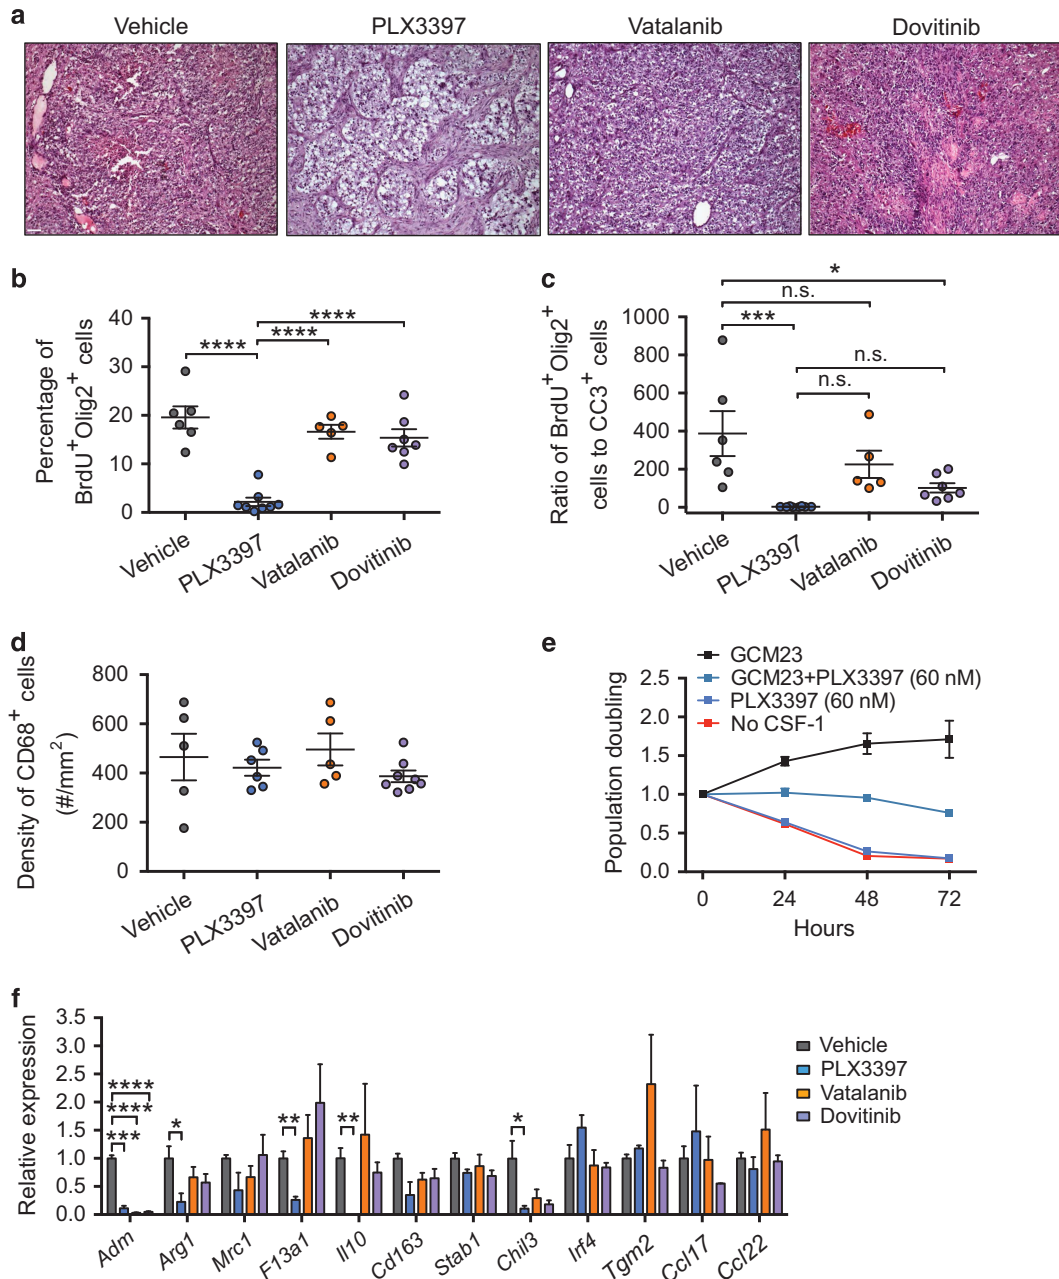 a
Vehicle PLX3397 Vatalanib Dovitinib
b
Percentage of
BrdU+Olig2+ cells
40
30
20
10
0
****
****
****
Vehicle PLX3397 Vatalanib Dovitinib
c
Ratio of BrdU+Olig2+
cells to CC3+ cells
1000
800
600
400
200
0
*
n.s.
***
n.s.
n.s.
Vehicle PLX3397 Vatalanib Dovitinib
d
Density of CD68+ cells
(#/mm2)
800
600
400
200
0
Vehicle PLX3397 Vatalanib Dovitinib
e
GCM23
GCM23+PLX3397 (60 nM)
PLX3397 (60 nM)
No CSF-1
Population doubling
2.5
2.0
1.5
1.0
0.5
0.0
0 24 48 72
Hours
f
Relative expression
3.5
3.0
2.5
2.0
1.5
1.0
0.5
0.0
****
****
***
*
**
**
*
Vehicle
PLX3397
Vatalanib
Dovitinib
Adm Arg1 Mrc1 F13a1 Il10 Cd163 Stab1 Chil3 Irf4 Tgm2 Ccl17 Ccl22